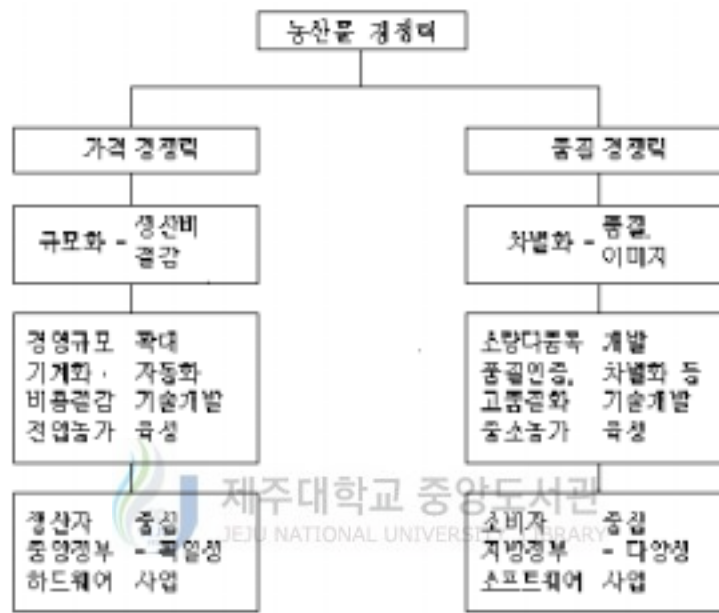 농산물 경쟁력
가격 경쟁력
규모화 - 생산비
절감
경영규모 확대
기계화 · 자동화
비용절감 기술개발
전업농가 육성
생산자 중심
중앙정부 - 획일성
하드웨어 사업
품질 경쟁력
차별화 - 품질,
이미지
소량다품목 개발
품질인증, 차별화 등
고품질화 기술개발
중소농가 육성
소비자 중심
지방정부 - 다양성
소프트웨어 사업
제주대학교 중앙도서관
JEJU NATIONAL UNIVERSITY LIBRARY